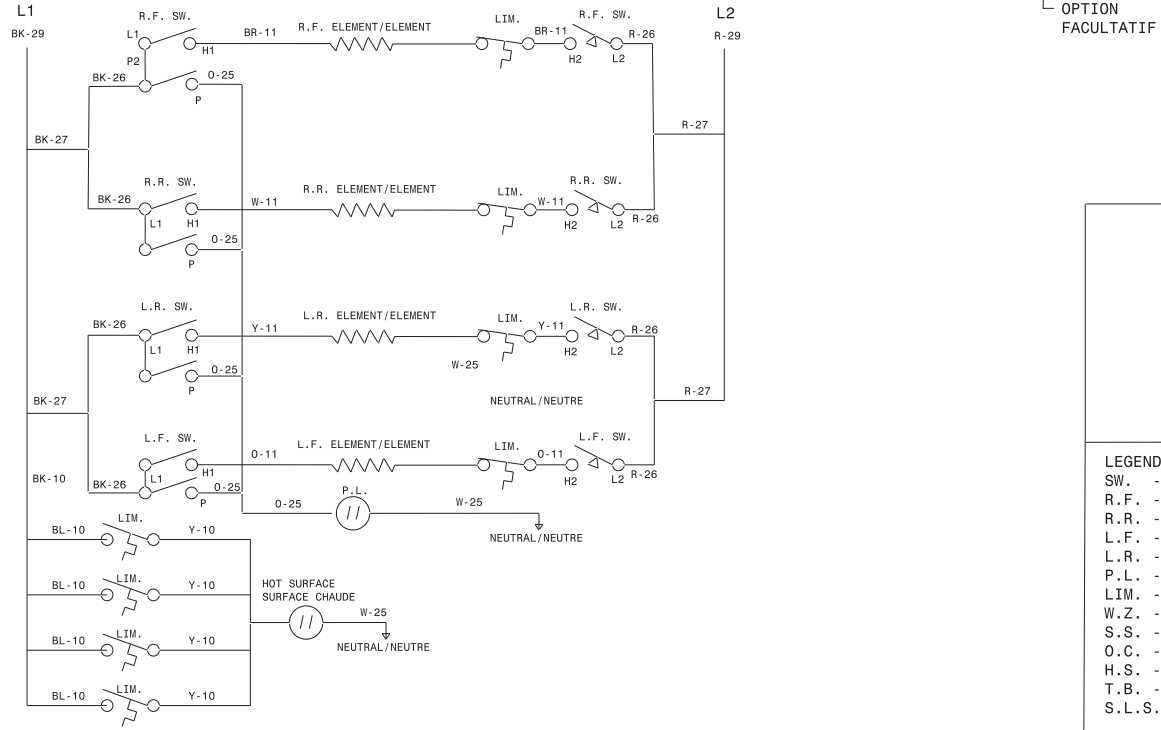 L1
BK-29
R.F. SW.
L1
H1
P2
BR-11
R.F. ELEMENT/ELEMENT
LIM.
BR-11
R.F. SW.
H2
L2
R-26
L2
R-29
OPTION
FACULTATIF
BK-26
O-25
P
BK-27
R-27
R.R. SW.
BK-26
L1
H1
W-11
R.R. ELEMENT/ELEMENT
LIM.
W-11
R.R. SW.
H2
L2
R-26
O-25
P
L.R. SW.
BK-26
L1
H1
Y-11
L.R. ELEMENT/ELEMENT
LIM.
Y-11
L.R. SW.
H2
L2
R-26
W-25
O-25
P
BK-27
NEUTRAL/NEUTRE
R-27
L.F. SW.
L1
H1
O-11
L.F. ELEMENT/ELEMENT
LIM.
O-11
L.F. SW.
H2
L2
R-26
BK-10
BK-26
P
O-25
O-25
P.L.
W-25
NEUTRAL/NEUTRE
BL-10
LIM.
Y-10
BL-10
LIM.
Y-10
HOT SURFACE
SURFACE CHAUDE
W-25
NEUTRAL/NEUTRE
BL-10
LIM.
Y-10
BL-10
LIM.
Y-10
LEGEND
SW. -
R.F. -
R.R. -
L.F. -
L.R. -
P.L. -
LIM. -
W.Z. -
S.S. -
O.C. -
H.S. -
T.B. -
S.L.S.